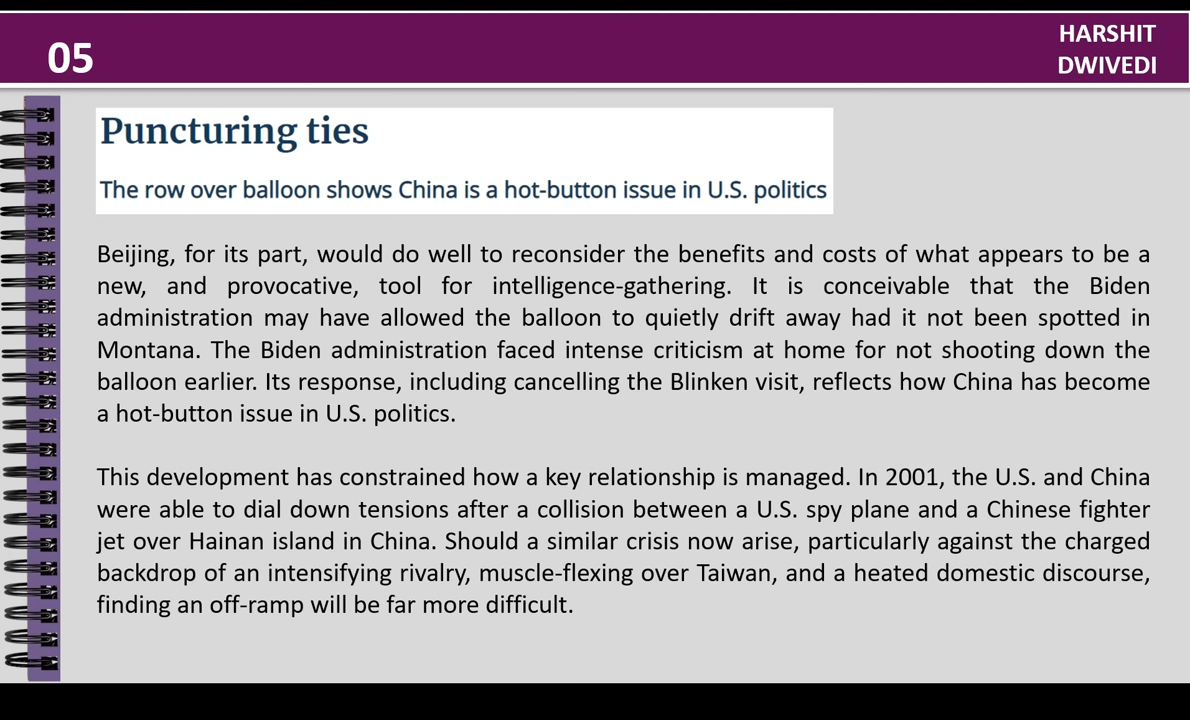 05
HARSHIT
DWIVEDI
Puncturing ties
The row over balloon shows China is a hot-button issue in U.S. politics
Beijing, for its part, would do well to reconsider the benefits and costs of what appears to be a
new, and provocative, tool for intelligence-gathering. It is conceivable that the Biden
administration may have allowed the balloon to quietly drift away had it not been spotted in
Montana. The Biden administration faced intense criticism at home for not shooting down the
balloon earlier. Its response, including cancelling the Blinken visit, reflects how China has become
a hot-button issue in U.S. politics.
This development has constrained how a key relationship is managed. In 2001, the U.S. and China
were able to dial down tensions after a collision between a U.S. spy plane and a Chinese fighter
jet over Hainan island in China. Should a similar crisis now arise, particularly against the charged
backdrop of an intensifying rivalry, muscle-flexing over Taiwan, and a heated domestic discourse,
finding an off-ramp will be far more difficult.